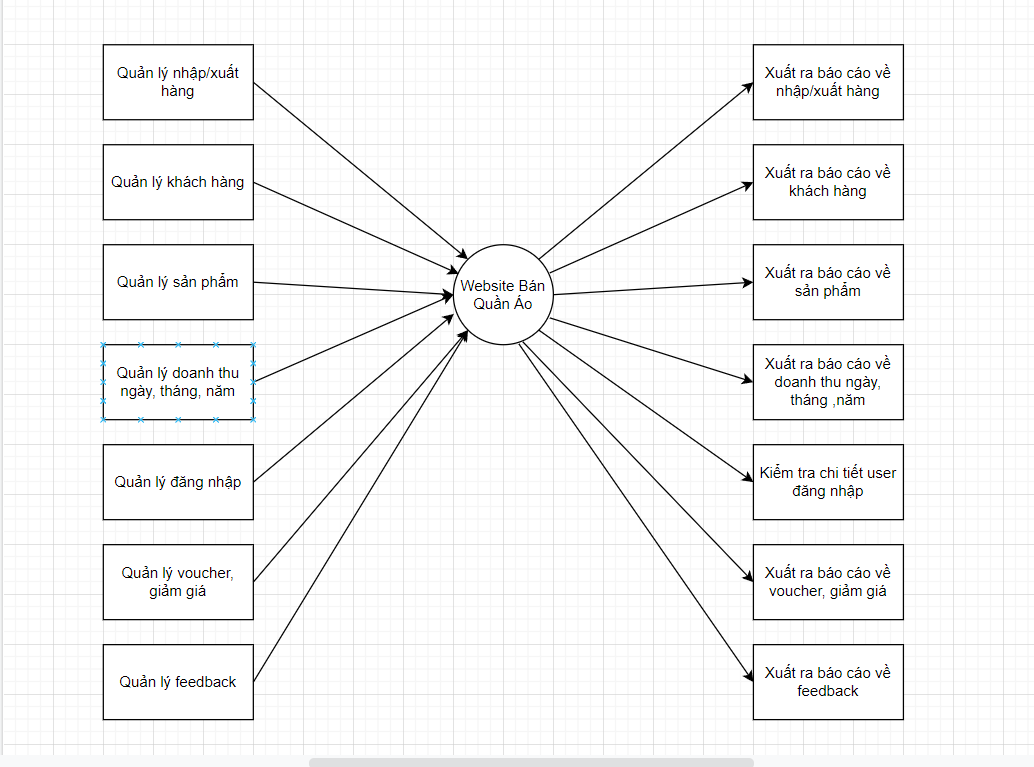 Quản lý nhập/xuất
hàng
Quản lý khách hàng
Quản lý sản phẩm
Quản lý doanh thu
ngày, tháng, năm
Quản lý đăng nhập
Quản lý voucher,
giảm giá
Quản lý feedback
Website Bán
Quần Áo
Xuất ra báo cáo về
nhập/xuất hàng
Xuất ra báo cáo về
khách hàng
Xuất ra báo cáo về
sản phẩm
Xuất ra báo cáo về
doanh thu ngày,
tháng ,năm
Kiểm tra chi tiết user
đăng nhập
Xuất ra báo cáo về
voucher, giảm giá
Xuất ra báo cáo về
feedback